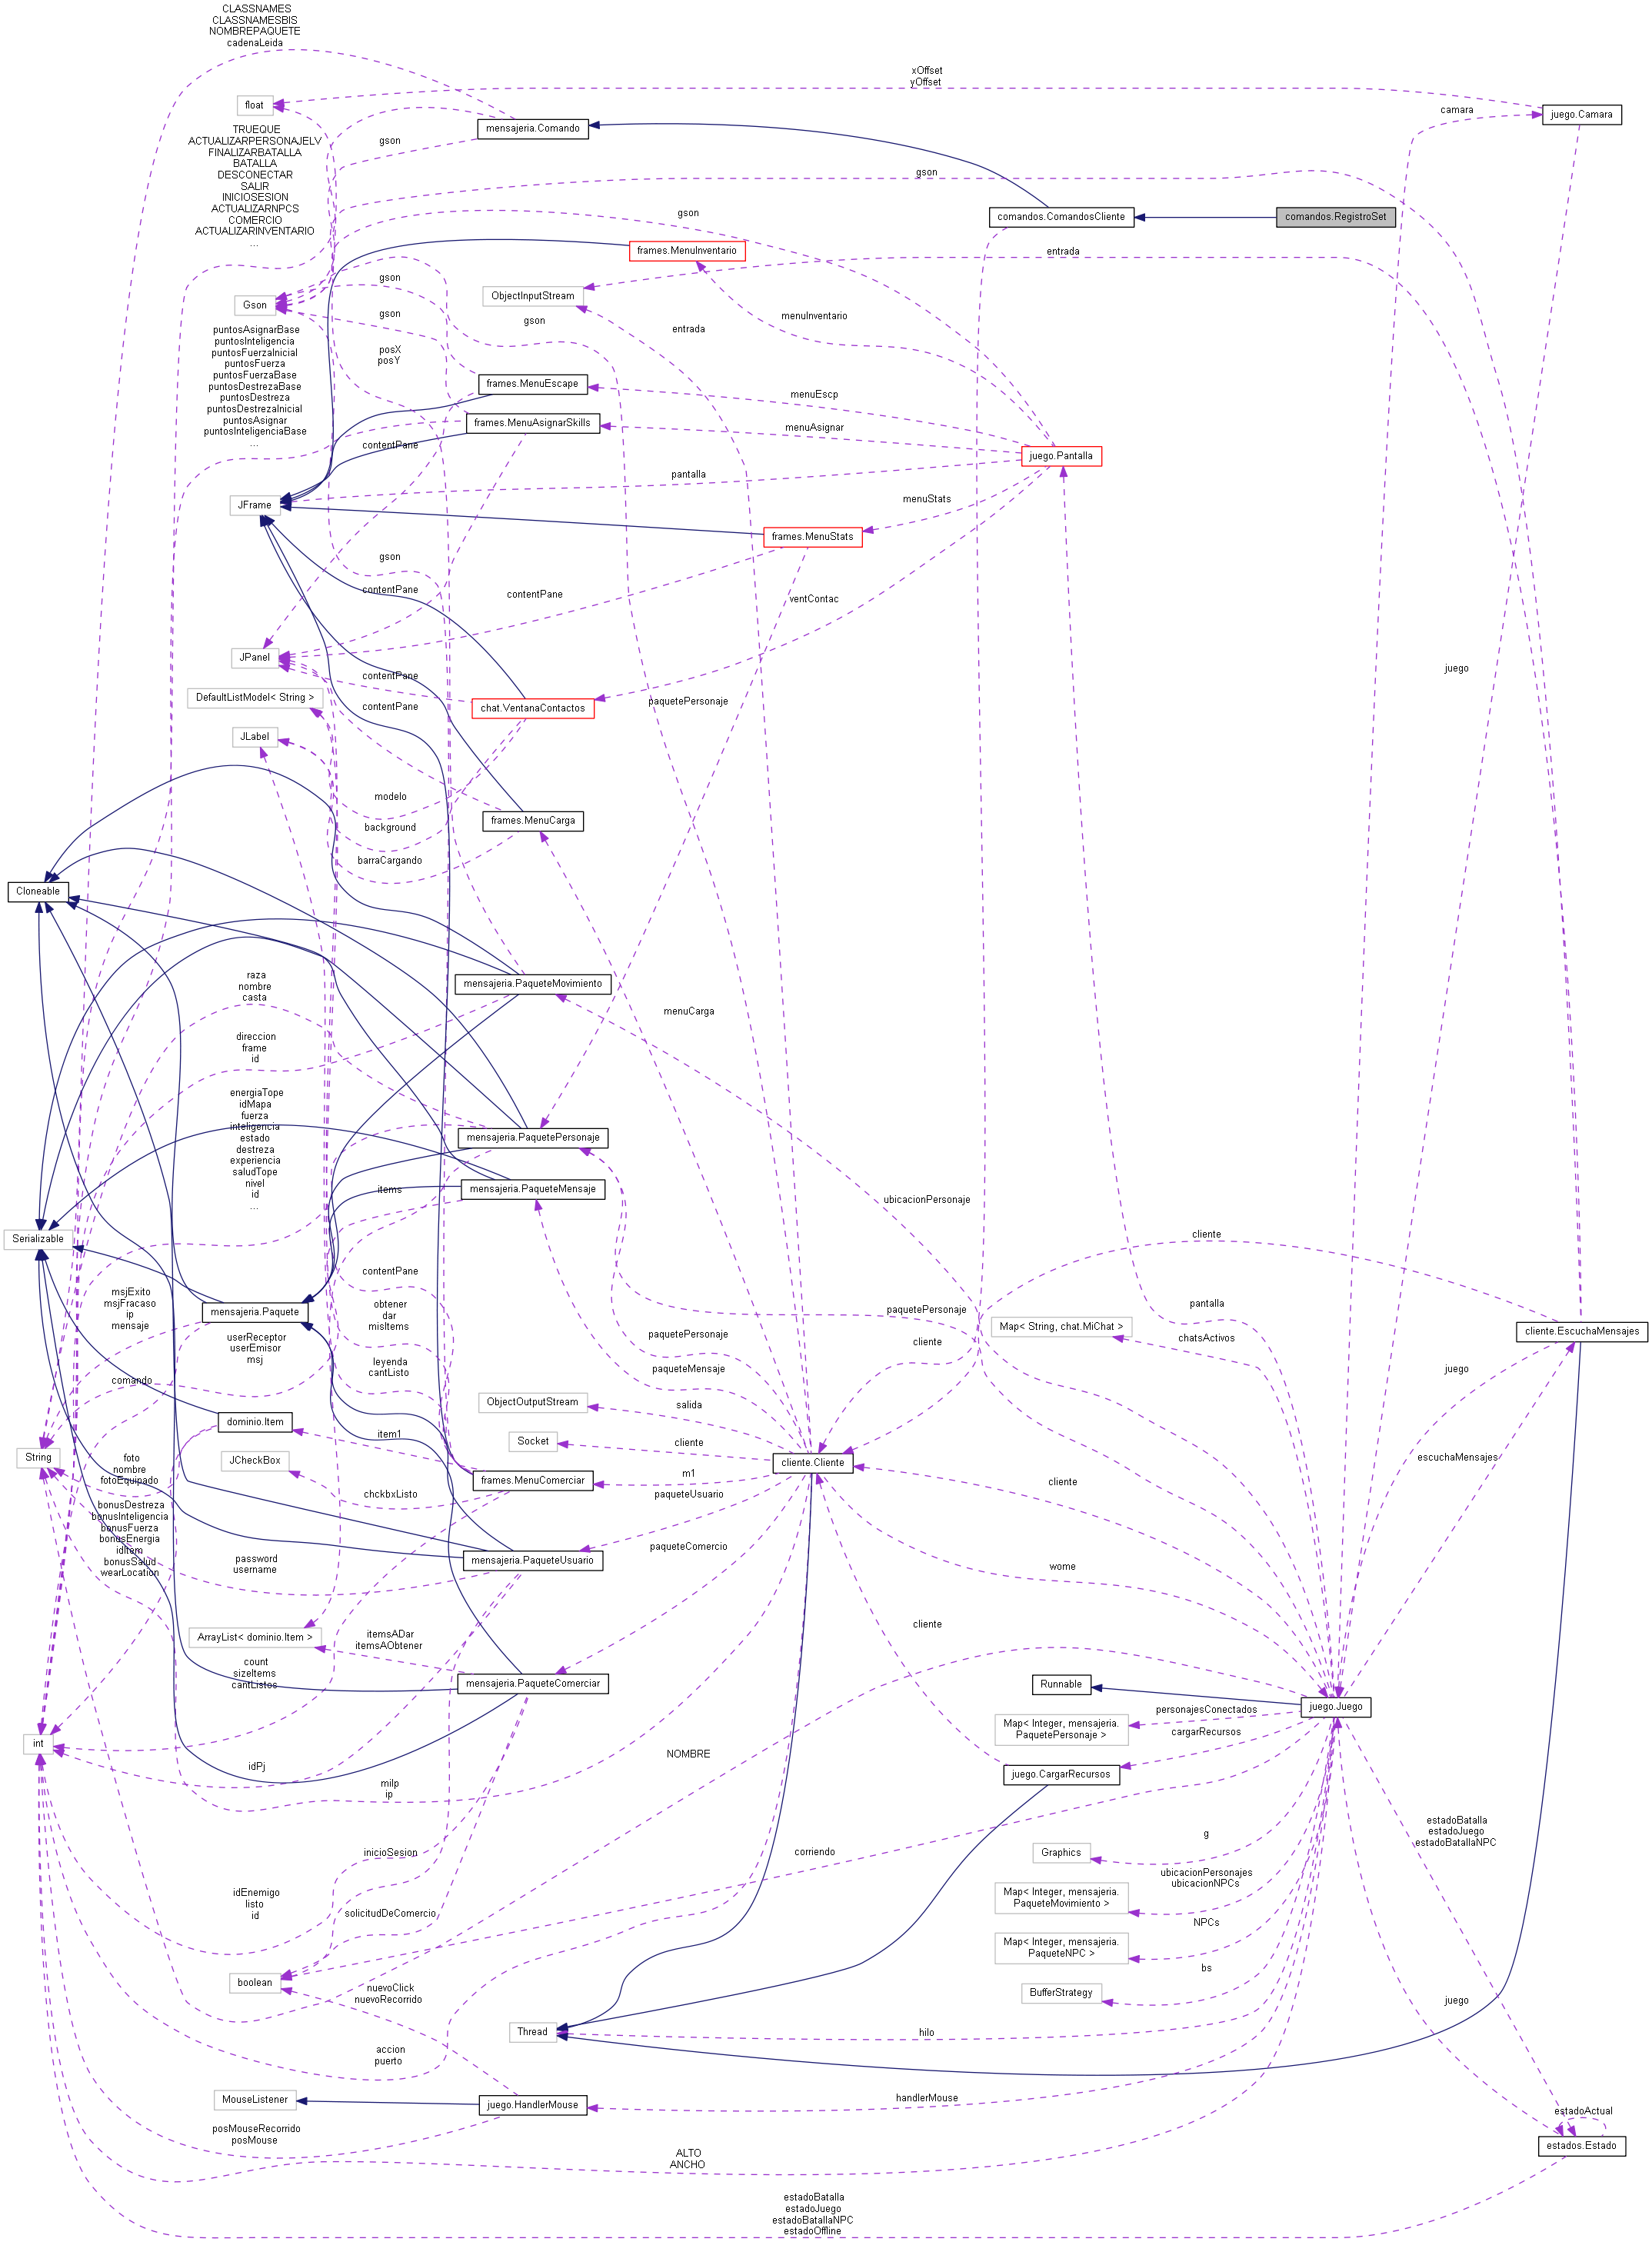 CLASSNAMES
CLASSNAMESBIS
NOMBREPAQUETE
cadenaLeida
xOffset
yOffset
float
camara
juego.Camara
TRUEQUE
ACTUALIZARPERSONAJELV
FINALIZARBATALLA
BATALLA
DESCONECTAR
SALIR
INICIOSESION
ACTUALIZARNPCS
COMERCIO
ACTUALIZARINVENTARIO
...
mensajeria.Comando
gson
gson
comandos.ComandosCliente
comandos.RegistroSet
gson
frames.MenuInventario
entrada
gson
ObjectInputStream
Gson
gson
gson
menuInventario
entrada
puntosAsignarBase
puntosInteligencia
puntosFuerzaInicial
puntosFuerza
puntosFuerzaBase
puntosDestrezaBase
puntosDestreza
puntosDestrezaInicial
puntosAsignar
puntosInteligenciaBase
...
posX
posY
frames.MenuEscape
menuEscp
frames.MenuAsignarSkills
menuAsignar
contentPane
juego.Pantalla
pantalla
JFrame
menuStats
frames.MenuStats
gson
contentPane
contentPane
ventContac
JPanel
contentPane
DefaultListModel< String >
contentPane
chat.VentanaContactos
paquetePersonaje
juego
JLabel
modelo
background
frames.MenuCarga
barraCargando
Cloneable
raza
nombre
casta
mensajeria.PaqueteMovimiento
menuCarga
direccion
frame
id
energiaTope
idMapa
fuerza
inteligencia
estado
destreza
experiencia
saludTope
nivel
id
...
mensajeria.PaquetePersonaje
items
mensajeria.PaqueteMensaje
ubicacionPersonaje
Serializable
cliente
contentPane
msjExito
msjFracaso
ip
mensaje
mensajeria.Paquete
obtener
dar
misItems
paquetePersonaje
paquetePersonaje
pantalla
Map< String, chat.MiChat >
chatsActivos
cliente.EscuchaMensajes
userReceptor
userEmisor
msj
leyenda
cantListo
paqueteMensaje
cliente
juego
comando
ObjectOutputStream
salida
dominio.Item
item1
Socket
cliente
String
foto
nombre
fotoEquipado
JCheckBox
chckbxListo
frames.MenuComerciar
m1
cliente.Cliente
escuchaMensajes
cliente
paqueteUsuario
bonusDestreza
bonusInteligencia
bonusFuerza
bonusEnergia
idItem
bonusSalud
wearLocation
password
username
mensajeria.PaqueteUsuario
paqueteComercio
wome
ArrayList< dominio.Item >
itemsADar
itemsAObtener
cliente
count
sizeItems
cantListos
mensajeria.PaqueteComerciar
Runnable
personajesConectados
juego.Juego
Map< Integer, mensajeria.
PaquetePersonaje >
cargarRecursos
int
idPj
milp
ip
NOMBRE
juego.CargarRecursos
inicioSesion
corriendo
g
Graphics
estadoBatalla
estadoJuego
estadoBatallaNPC
idEnemigo
listo
id
solicitudDeComercio
ubicacionPersonajes
ubicacionNPCs
Map< Integer, mensajeria.
PaqueteMovimiento >
NPCs
Map< Integer, mensajeria.
PaqueteNPC >
boolean
nuevoClick
nuevoRecorrido
bs
BufferStrategy
juego
Thread
hilo
accion
puerto
MouseListener
juego.HandlerMouse
handlerMouse
estadoActual
posMouseRecorrido
posMouse
estados.Estado
ALTO
ANCHO
estadoBatalla
estadoJuego
estadoBatallaNPC
estadoOffline